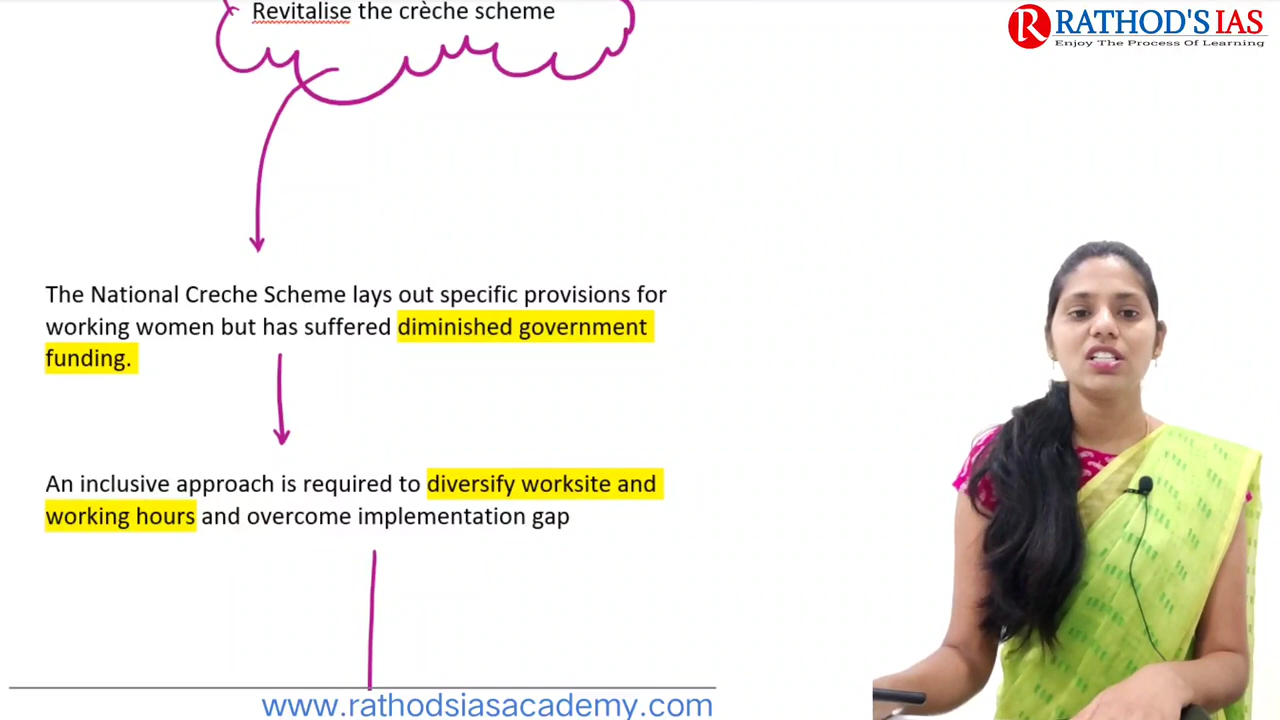 Revitalise the crèche scheme
R RATHOD'S IAS
Enjoy The Process Of Learning
The National Creche Scheme lays out specific provisions for
working women but has suffered diminished government
funding.
An inclusive approach is required to diversify worksite and
working hours and overcome implementation gap
www.rathodsiasacademy.com